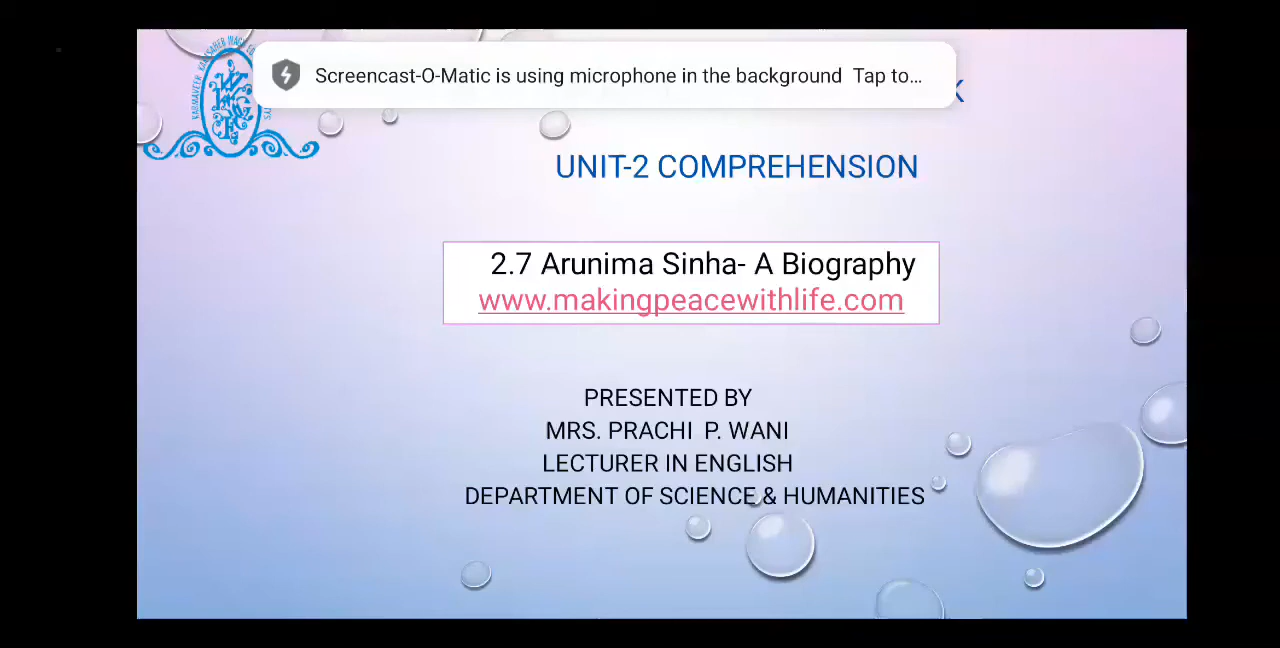 Screencast-O-Matic is using microphone in the background Tap to...
UNIT-2 COMPREHENSION
2.7 Arunima Sinha- A Biography
www.makingpeacewithlife.com
PRESENTED BY
MRS. PRACHI P. WANI
LECTURER IN ENGLISH
DEPARTMENT OF SCIENCE & HUMANITIES